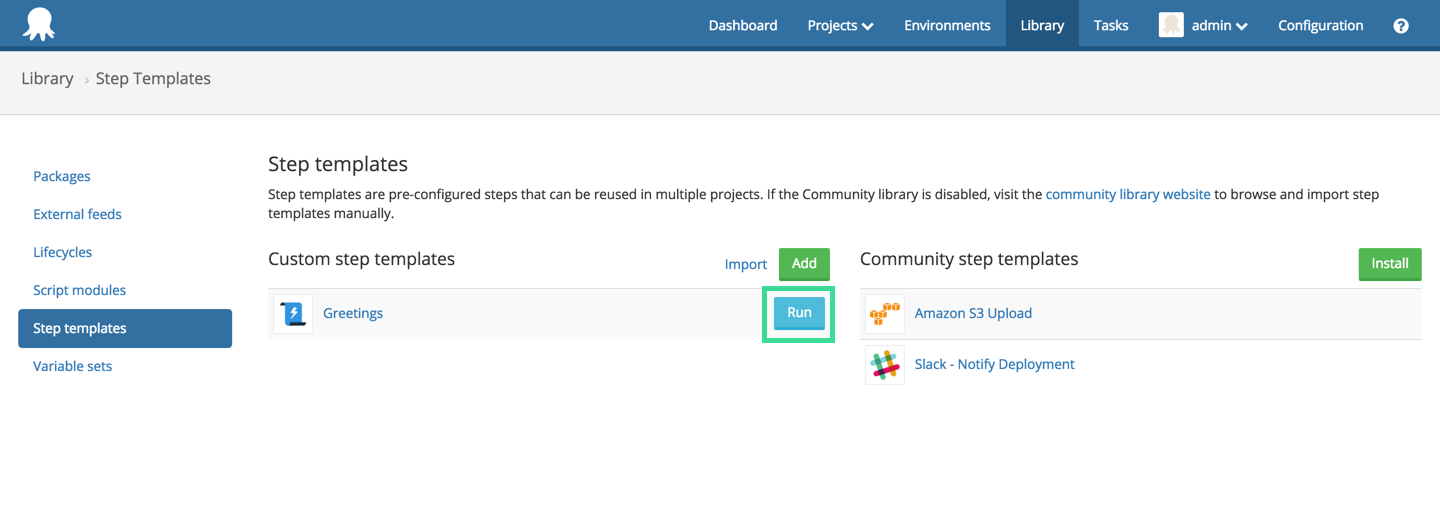 Dashboard Projects Environments Library Tasks admin Configuration ?
Library › Step Templates
Packages
External feeds
Lifecycles
Script modules
Step templates
Variable sets
Step templates
Step templates are pre-configured steps that can be reused in multiple projects. If the Community library is disabled, visit the community library website to browse and import step
templates manually.
Custom step templates Import Add
Greetings Run
Community step templates Install
Amazon S3 Upload
Slack - Notify Deployment